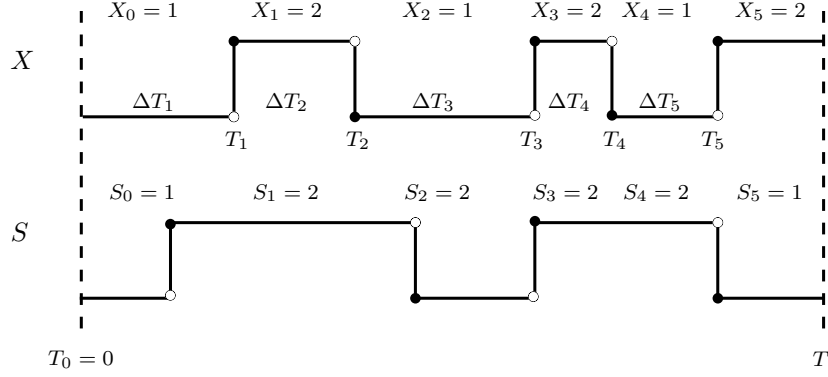 X₀ = 1 X₁ = 2 X₂ = 1 X₃ = 2 X₄ = 1 X₅ = 2
X
ΔT₁ ΔT₂ ΔT₃ ΔT₄ ΔT₅
T₁ T₂ T₃ T₄ T₅
S₀ = 1 S₁ = 2 S₂ = 2 S₃ = 2 S₄ = 2 S₅ = 1
S
T₀ = 0 T